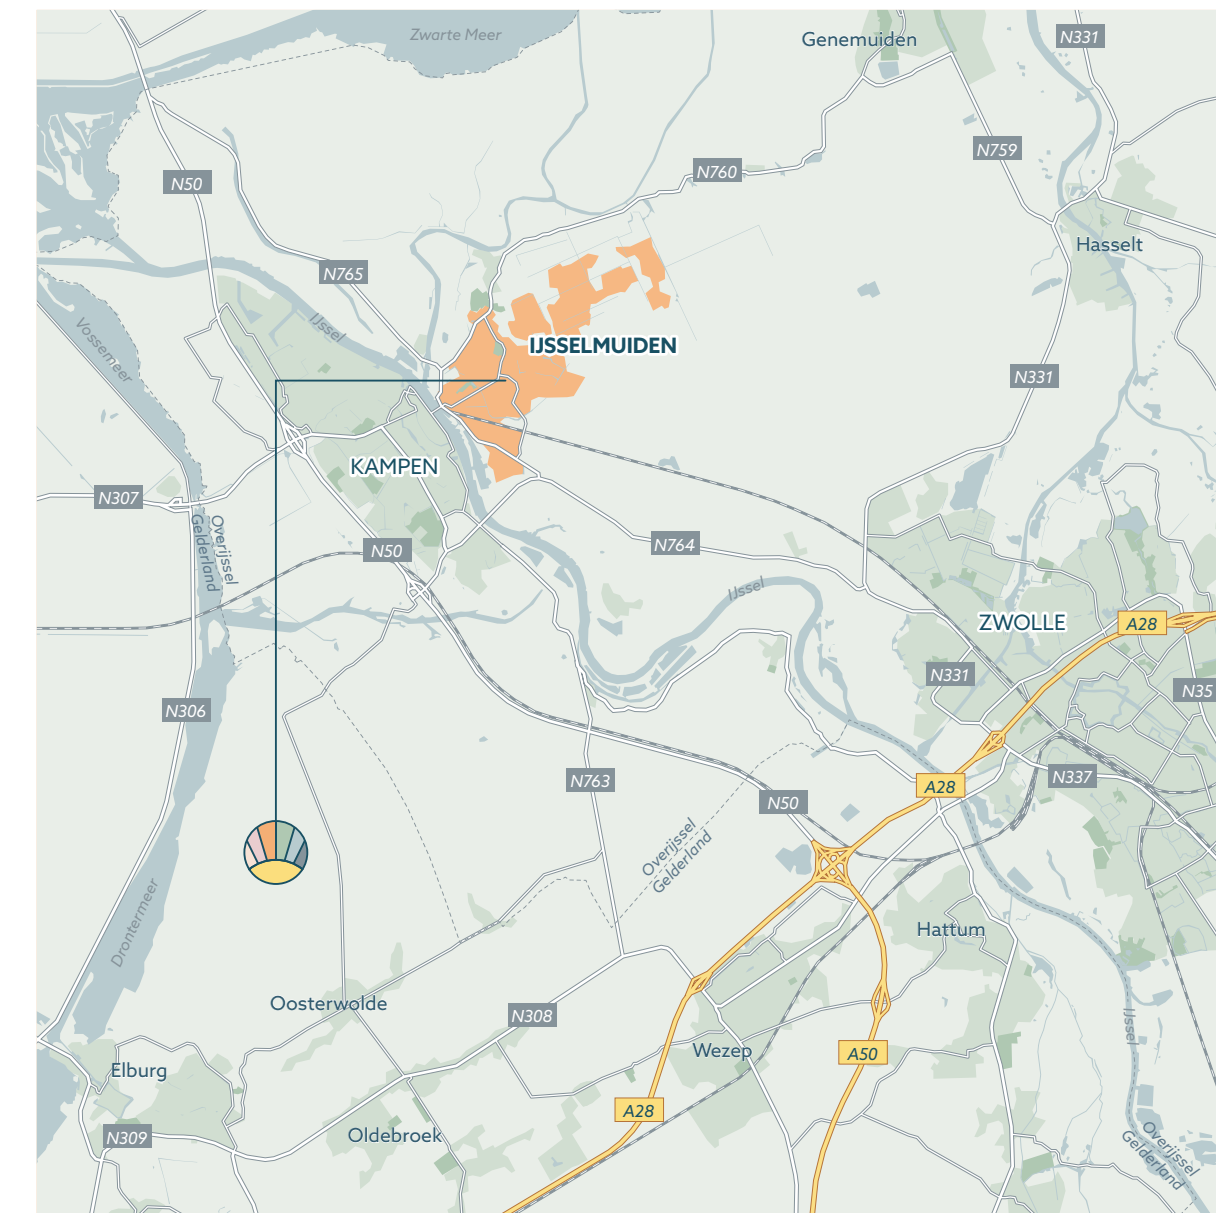 Zwarte Meer
Genemuiden
N331
N759
N760
N50
Hasselt
N765
IJssel
Vossemeer
IJSSELMUIDEN
N331
KAMPEN
N307
Overijssel
Gelderland
N50
N764
IJssel
ZWOLLE
A28
N331
N35
N306
N763
N50
A28
N337
Overijssel
Gelderland
Drontermeer
Hattum
Oosterwolde
N308
IJssel
Wezep
A50
Elburg
A28
N309
Oldebroek
Overijssel
Gelderland